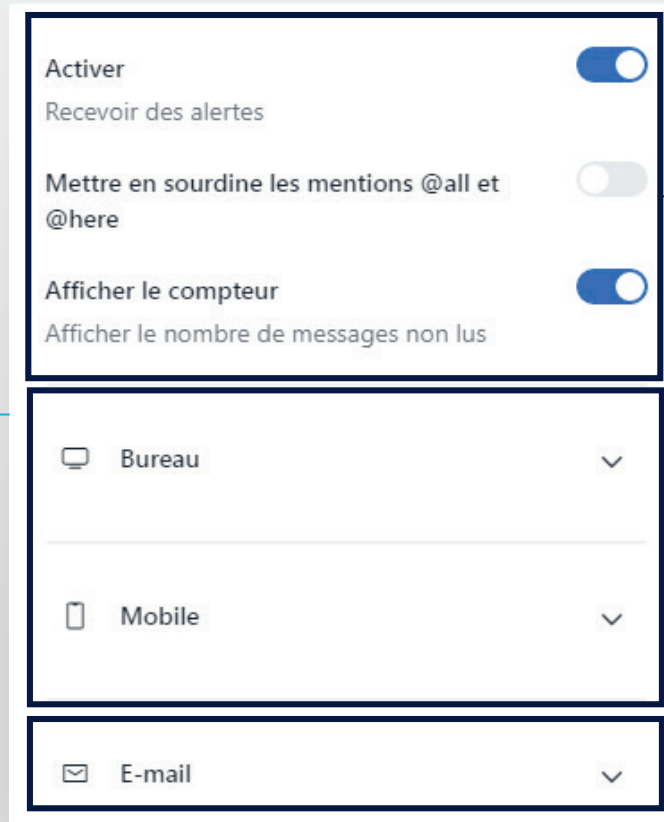 Activer
Recevoir des alertes
Mettre en sourdine les mentions @all et
@here
Afficher le compteur
Afficher le nombre de messages non lus
Bureau
Mobile
E-mail